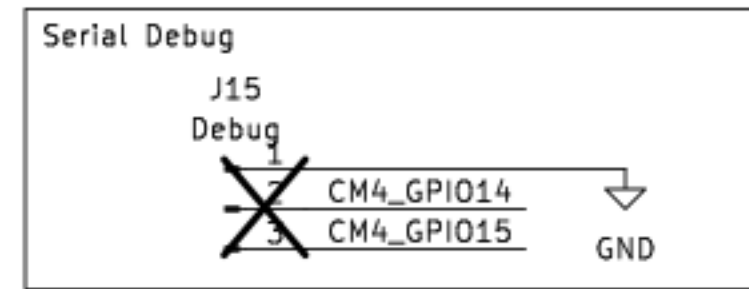 Serial Debug
J15
Debug
1
2 CM4_GPIO14
3 CM4_GPIO15
GND